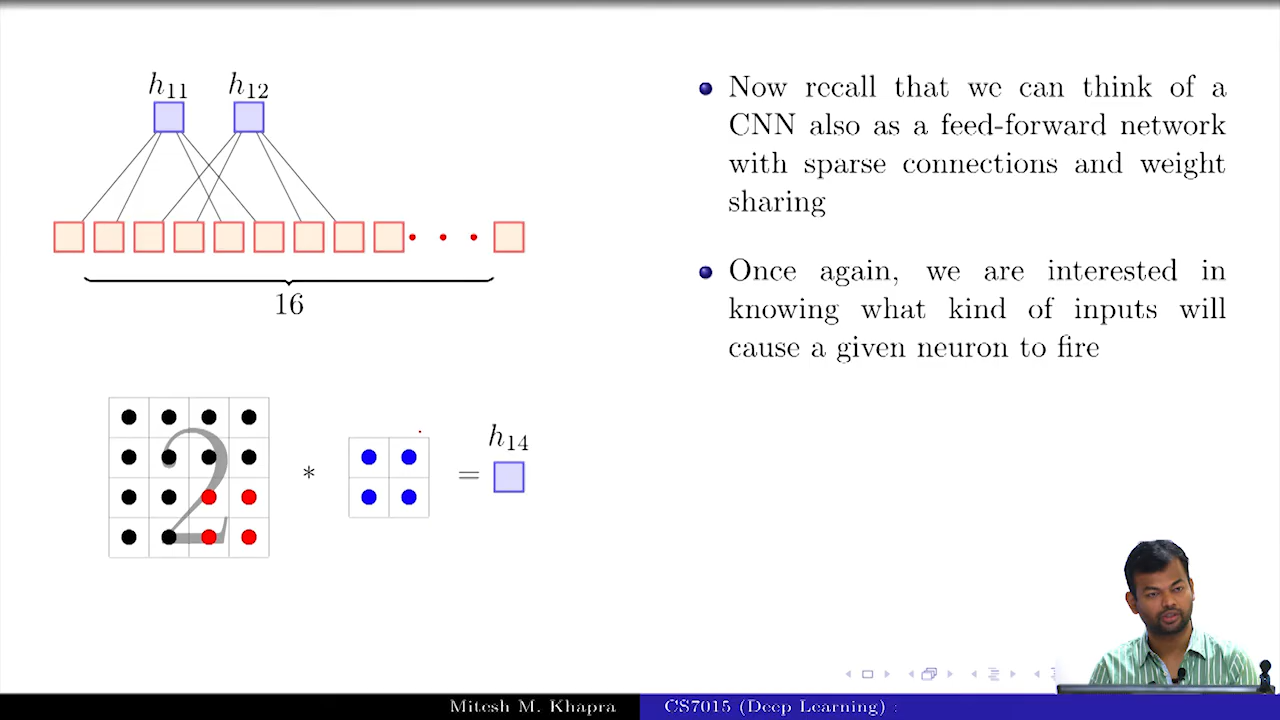 h11 h12
16
2 * = h14
Now recall that we can think of a
CNN also as a feed-forward network
with sparse connections and weight
sharing
Once again, we are interested in
knowing what kind of inputs will
cause a given neuron to fire
Mitesh M. Khapra
CS7015 (Deep Learning) :